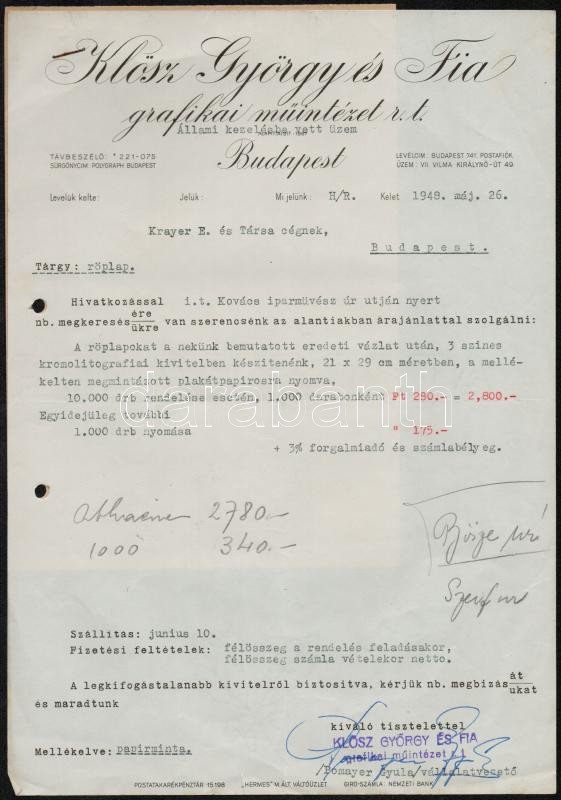 Klösz György és Fia
grafikai műintézet r. t.
Állami kezelésbe vett üzem
Budapest
TÁVBESZÉLŐ: * 221-075
SÜRGÖNYCIM: POLYGRAPH BUDAPEST
LEVÉLCIM: BUDAPEST 741. POSTAFIÓK.
ÜZEM: VII. VILMA KIRÁLYNŐ-ÚT 49.
Levelük kelte: Jelük: Mi jelünk: H/R. Kelet 1948. máj. 26.
Krayer E. és Társa cégnek,
Budapest.
Tárgy: röplap.
Hivatkozással i.t. Kovács iparmüvész úr utján nyert
nb. megkeresés ére/ükre van szerencsénk az alantiakban árajánlattal szolgálni:
A röplapokat a nekünk bemutatott eredeti vázlat után, 3 szines
kromolitografiai kivitelben készitenénk, 21 x 29 cm méretben, a mellé-
kelten megmintázott plakátpapirosra nyomva,
10.000 drb rendelése esetén, 1.000 darabonként Ft 280.- = 2,800.-
Egyidejüleg további
1.000 drb nyomása " 175.-
+ 3% forgalmiadó és számlabélyeg.
darabanth
2780.-
1000 340.-
Szállitás: junius 10.
Fizetési feltételek: félösszeg a rendelés feladásakor,
félösszeg számla vételekor netto.
A legkifogástalanabb kivitelről biztositva, kérjük nb. megbizás át/ukat
és maradtunk
kiváló tisztelettel
KLÖSZ GYÖRGY ÉS FIA
grafikai műintézet r. t.
Mellékelve: papirminta.
/Pomayer Gyula/vállalatvezető
POSTATAKARÉKPÉNZTÁR 15198 „HERMES" M. ÁLT. VÁLTÓÜZLET GIRO-SZÁMLA: NEMZETI BANK